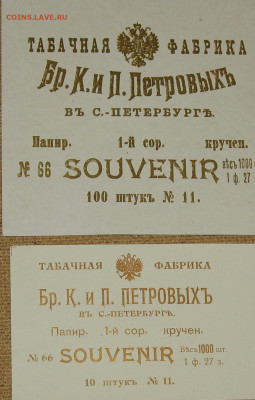 COINS.LAVE.RU
ТАБАЧНАЯ ФАБРИКА
Бр. К. и П. Петровыхъ
ВЪ С.-ПЕТЕРБУРГѢ.
Папир. 1-й сор. кручен.
№ 66 SOUVENIR Вѣсъ 1000
1 ф. 27
100 штукъ № 11.
ТАБАЧНАЯ ФАБРИКА
Бр. К. и П. ПЕТРОВЫХЪ
ВЪ С.-ПЕТЕРБУРГѢ.
Папир. 1-й сор. кручен.
№ 66 SOUVENIR Вѣсъ 1000 шт.
1 ф. 27 з.
10 штукъ № 11.